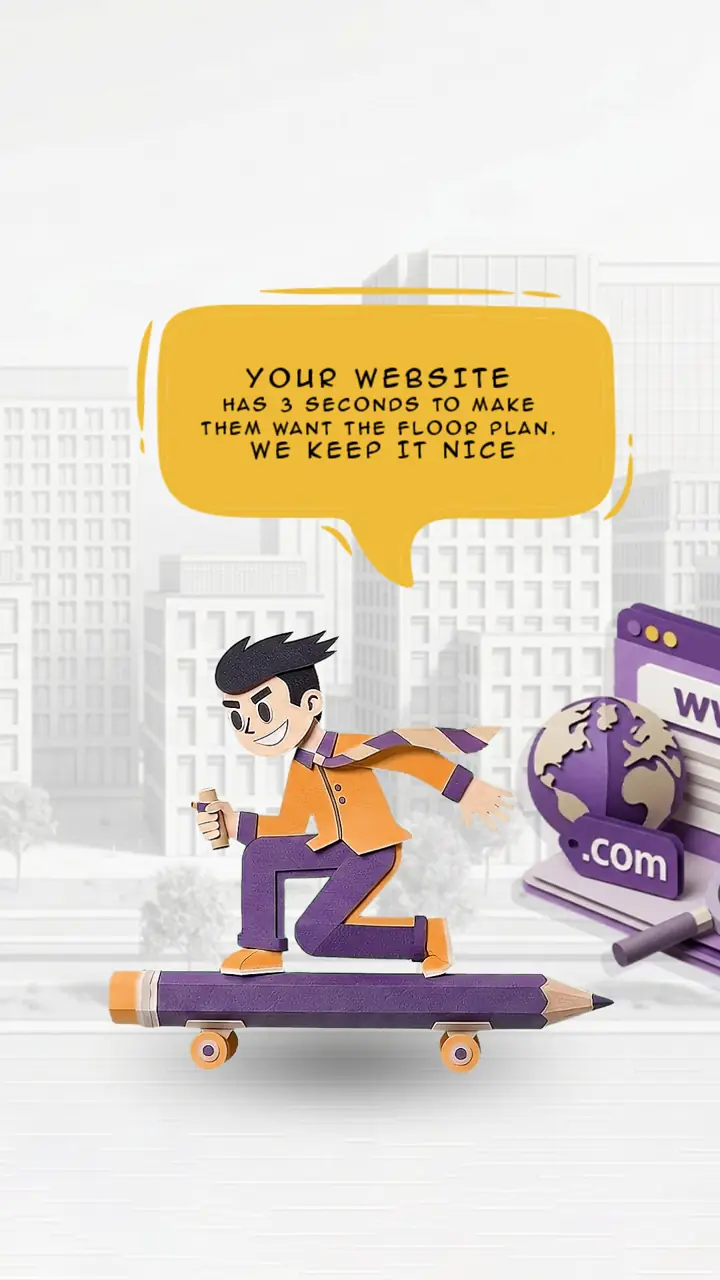 YOUR WEBSITE
HAS 3 SECONDS TO MAKE
THEM WANT THE FLOOR PLAN.
WE KEEP IT NICE
.com